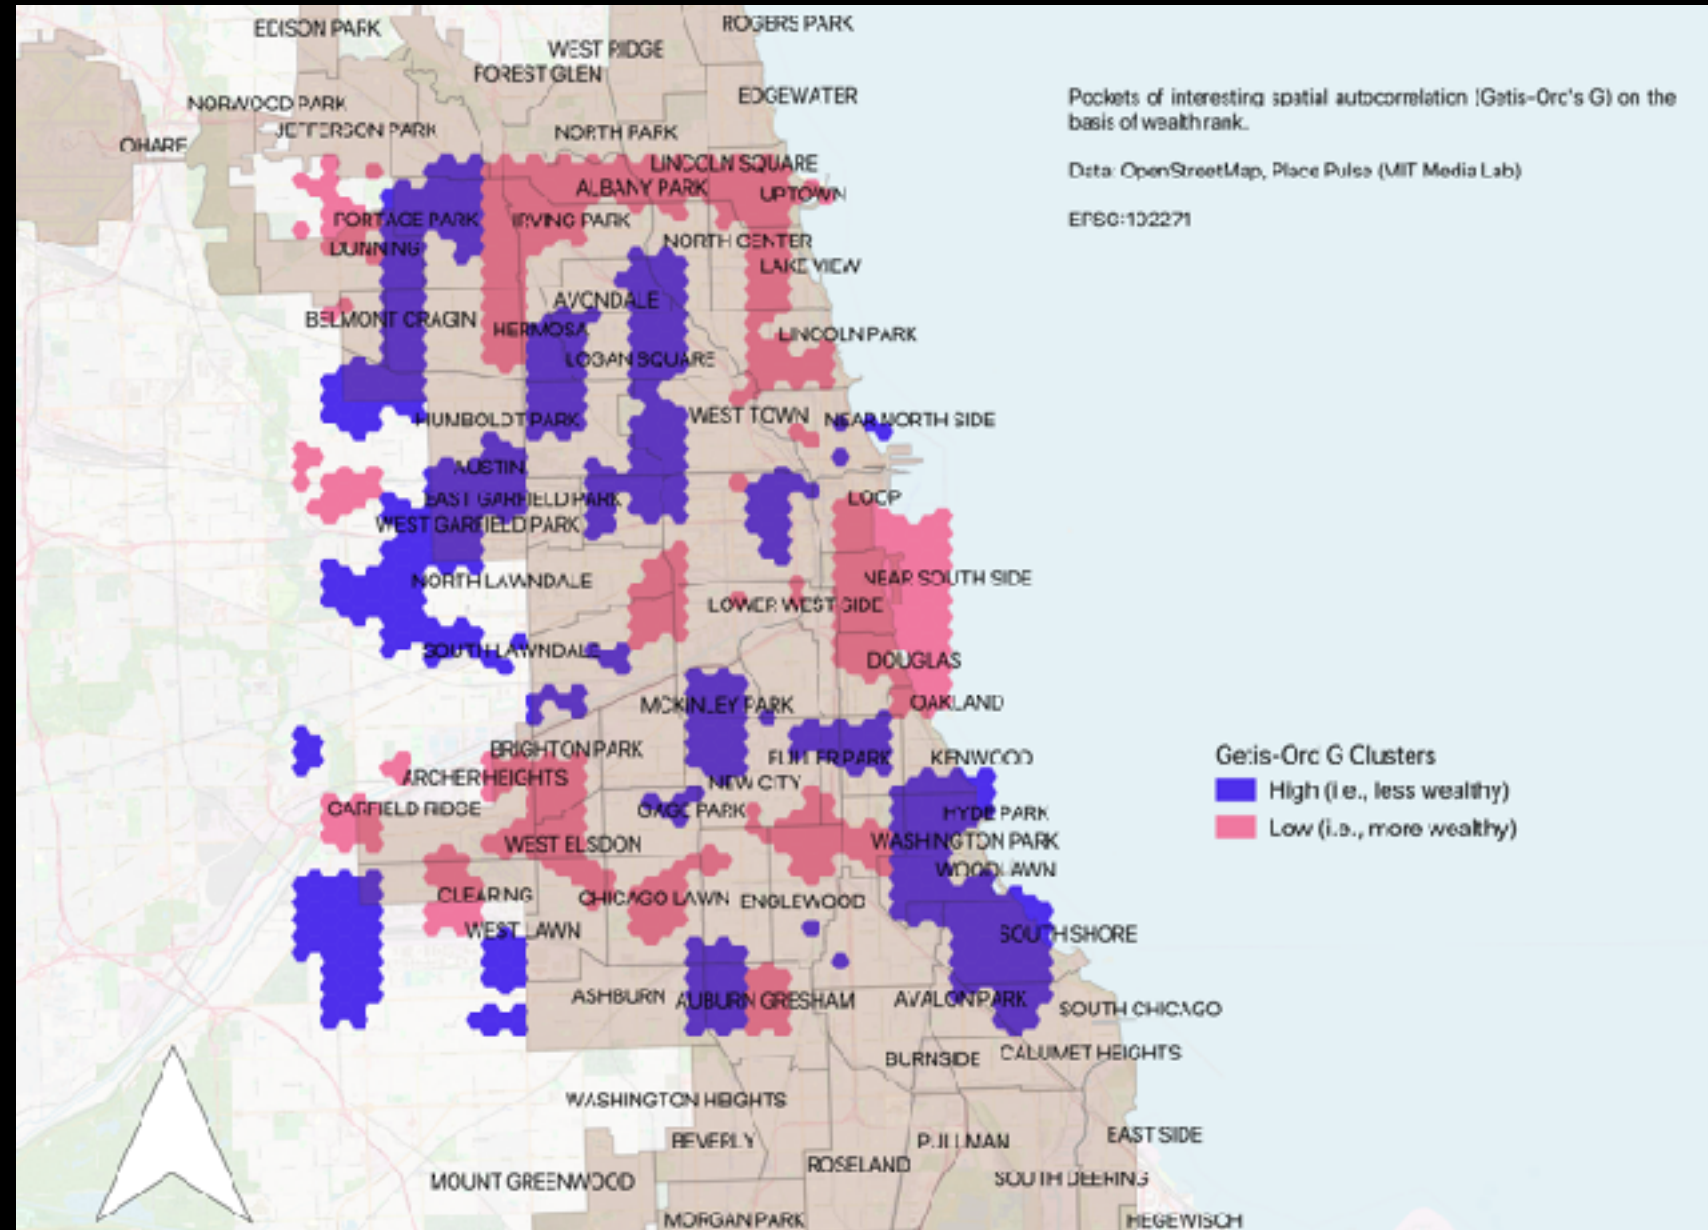 EDISON PARK
ROGERS PARK
WEST RIDGE
FOREST GLEN
EDGEWATER
NORWOOD PARK
JEFFERSON PARK
NORTH PARK
OHARE
LINCOLN SQUARE
ALBANY PARK
UPTOWN
PORTAGE PARK
IRVING PARK
DUNNING
NORTH CENTER
LAKE VIEW
AVONDALE
BELMONT CRAGIN
HERMOSA
LINCOLN PARK
LOGAN SQUARE
HUMBOLDT PARK
WEST TOWN
NEAR NORTH SIDE
AUSTIN
EAST GARFIELD PARK
LOOP
WEST GARFIELD PARK
NORTH LAWNDALE
NEAR SOUTH SIDE
LOWER WEST SIDE
SOUTH LAWNDALE
DOUGLAS
MCKINLEY PARK
OAKLAND
BRIGHTON PARK
FULLER PARK
KENWOOD
ARCHER HEIGHTS
NEW CITY
GARFIELD RIDGE
GAGE PARK
HYDE PARK
WEST ELSDON
WASHINGTON PARK
WOODLAWN
CLEARING
CHICAGO LAWN
ENGLEWOOD
WEST LAWN
SOUTH SHORE
ASHBURN
AUBURN GRESHAM
AVALON PARK
SOUTH CHICAGO
BURNSIDE
CALUMET HEIGHTS
WASHINGTON HEIGHTS
BEVERLY
PULLMAN
EAST SIDE
ROSELAND
MOUNT GREENWOOD
SOUTH DEERING
MORGAN PARK
HEGEWISCH
Pockets of interesting spatial autocorrelation (Getis-Ord's G) on the
basis of wealth rank.
Data: OpenStreetMap, Place Pulse (MIT Media Lab)
EPSG:102271
Getis-Ord G Clusters
High (i.e., less wealthy)
Low (i.e., more wealthy)